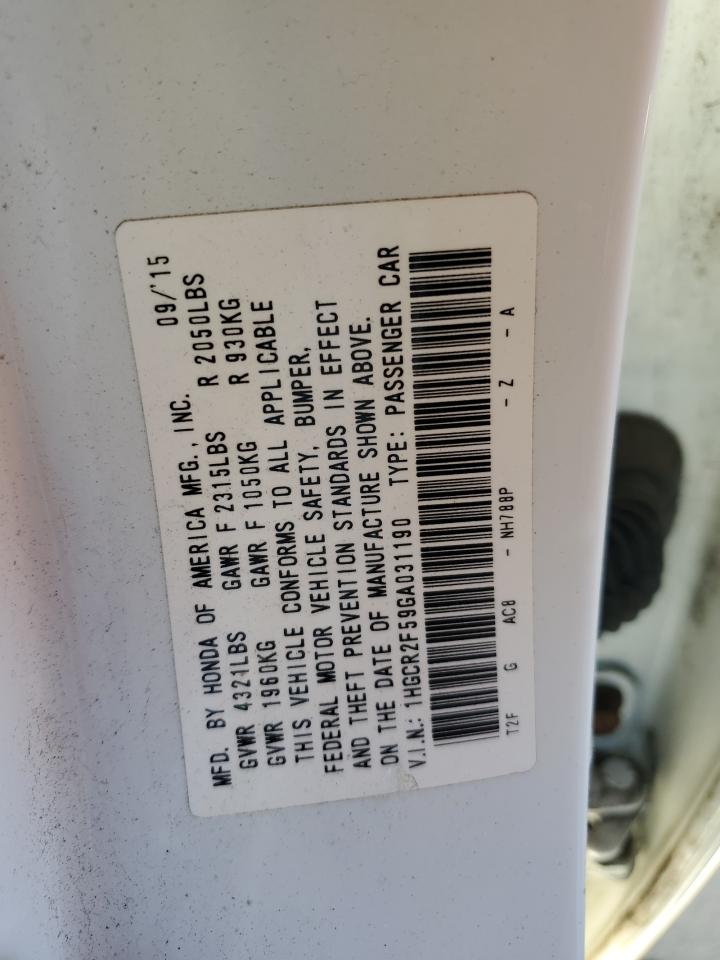 MFD. BY HONDA OF AMERICA MFG., INC. 09/'15
GVWR 4321LBS GAWR F 2315LBS R 2050LBS
GVWR 1960KG GAWR F 1050KG R 930KG
THIS VEHICLE CONFORMS TO ALL APPLICABLE
FEDERAL MOTOR VEHICLE SAFETY, BUMPER,
AND THEFT PREVENTION STANDARDS IN EFFECT
ON THE DATE OF MANUFACTURE SHOWN ABOVE.
V.I.N.: 1HGCR2F59GA031190 TYPE: PASSENGER CAR
T2F G AC8 - NH788P - Z - A